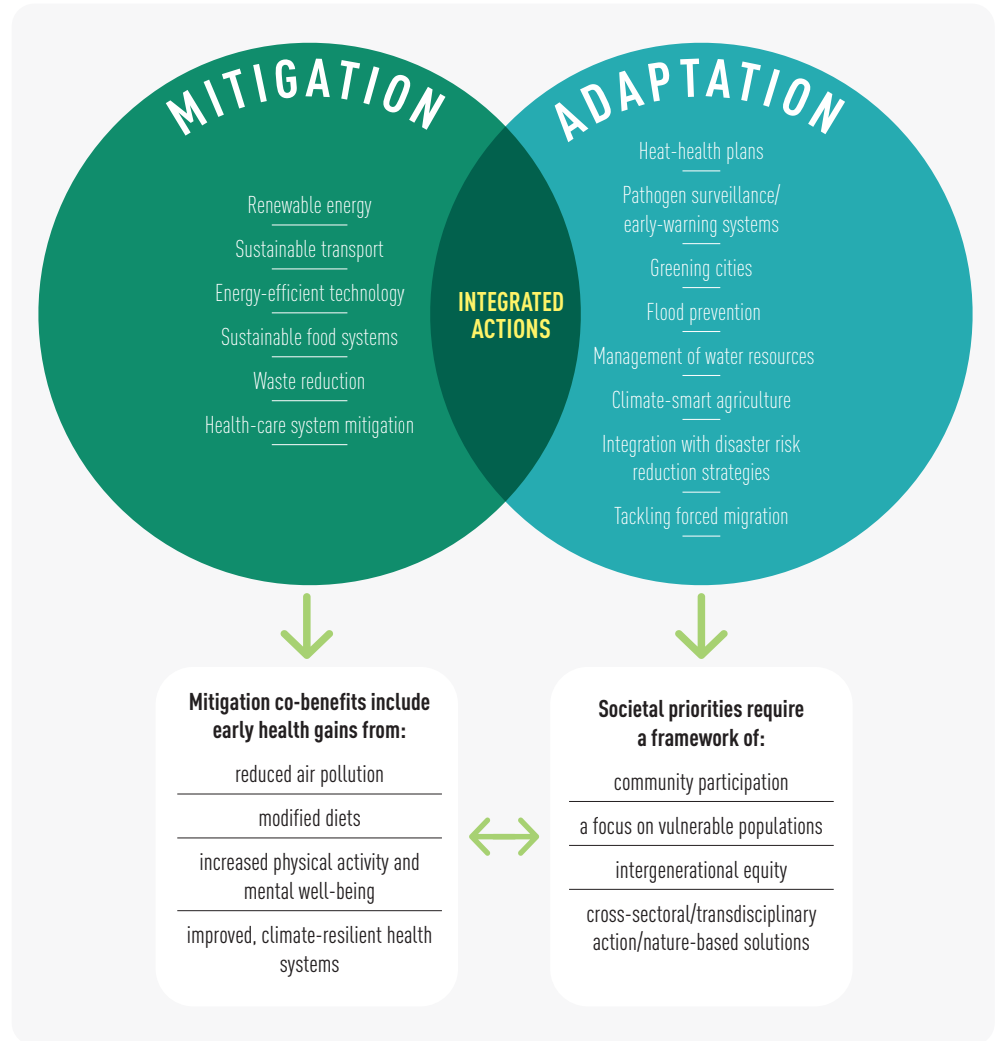 MITIGATION
Renewable energy
Sustainable transport
Energy-efficient technology
Sustainable food systems
Waste reduction
Health-care system mitigation
INTEGRATED
ACTIONS
ADAPTATION
Heat-health plans
Pathogen surveillance/
early-warning systems
Greening cities
Flood prevention
Management of water resources
Climate-smart agriculture
Integration with disaster risk
reduction strategies
Tackling forced migration
Mitigation co-benefits include
early health gains from:
reduced air pollution
modified diets
increased physical activity and
mental well-being
improved, climate-resilient health
systems
Societal priorities require
a framework of:
community participation
a focus on vulnerable populations
intergenerational equity
cross-sectoral/transdisciplinary
action/nature-based solutions